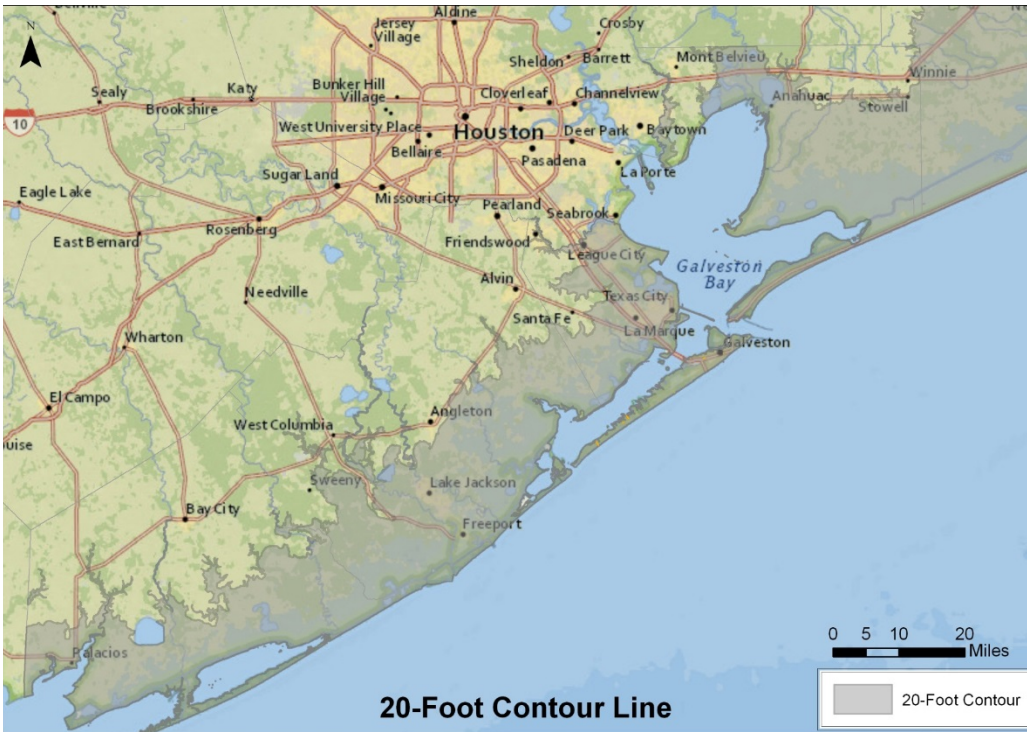 Bellville
Aldine
Jersey
Village
Crosby
N
Sheldon
Barrett
Mont Belvieu
Winnie
Sealy
Brookshire
Katy
Bunker Hill
Village
Cloverleaf
Channelview
Anahuac
Stowell
10
West University Place
Houston
Deer Park
Baytown
Bellaire
Pasadena
La Porte
Sugar Land
Missouri City
Eagle Lake
Pearland
Seabrook
Rosenberg
East Bernard
Friendswood
League City
Galveston
Bay
Alvin
Needville
Texas City
Santa Fe
La Marque
Wharton
Galveston
El Campo
Angleton
West Columbia
ouise
Sweeny
Lake Jackson
Bay City
Freeport
0 5 10 20
Miles
Palacios
20-Foot Contour Line
20-Foot Contour